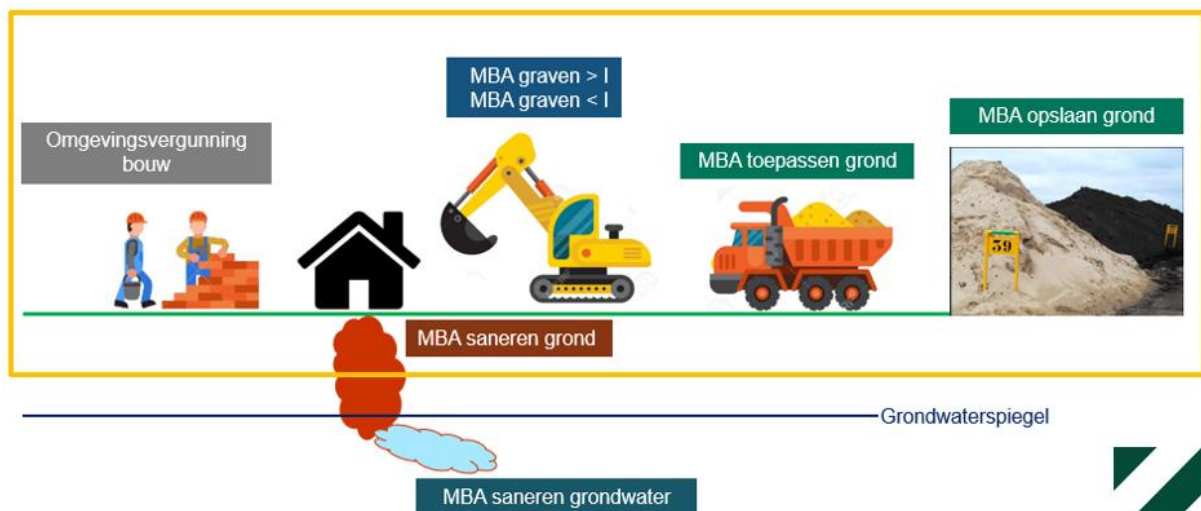 MBA graven > I
MBA graven < I
MBA opslaan grond
Omgevingsvergunning
bouw
MBA toepassen grond
59
MBA saneren grond
Grondwaterspiegel
MBA saneren grondwater